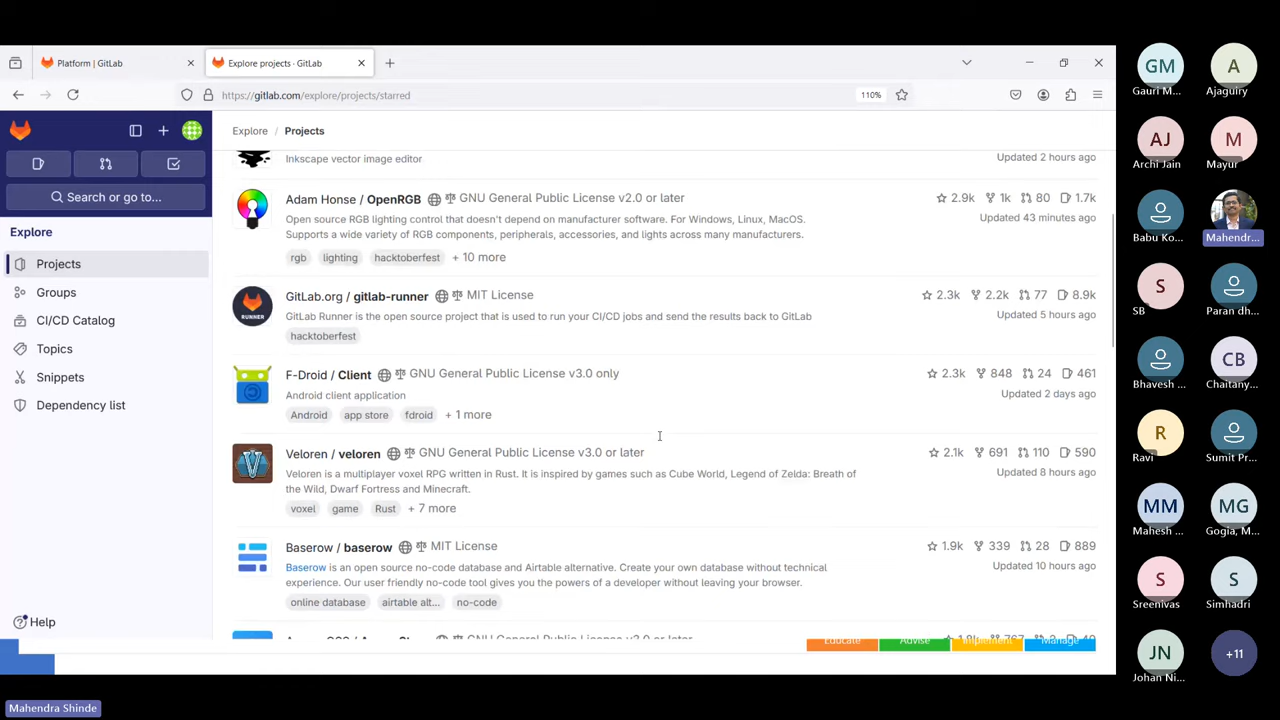 Platform | GitLab
Explore projects · GitLab
https://gitlab.com/explore/projects/starred
110%
Search or go to...
Explore
Projects
Groups
CI/CD Catalog
Topics
Snippets
Dependency list
Help
Explore / Projects
Inkscape vector image editor
Updated 2 hours ago
Adam Honse / OpenRGB GNU General Public License v2.0 or later
2.9k 1k 80 1.7k
Open source RGB lighting control that doesn't depend on manufacturer software. For Windows, Linux, MacOS.
Updated 43 minutes ago
Supports a wide variety of RGB components, peripherals, accessories, and lights across many manufacturers.
rgb lighting hacktoberfest + 10 more
GitLab.org / gitlab-runner MIT License
2.3k 2.2k 77 8.9k
GitLab Runner is the open source project that is used to run your CI/CD jobs and send the results back to GitLab
Updated 5 hours ago
hacktoberfest
RUNNER
F-Droid / Client GNU General Public License v3.0 only
2.3k 848 24 461
Android client application
Updated 2 days ago
Android app store fdroid + 1 more
Veloren / veloren GNU General Public License v3.0 or later
2.1k 691 110 590
Veloren is a multiplayer voxel RPG written in Rust. It is inspired by games such as Cube World, Legend of Zelda: Breath of
Updated 8 hours ago
the Wild, Dwarf Fortress and Minecraft.
voxel game Rust + 7 more
Baserow / baserow MIT License
1.9k 339 28 889
Baserow is an open source no-code database and Airtable alternative. Create your own database without technical
Updated 10 hours ago
experience. Our user friendly no-code tool gives you the powers of a developer without leaving your browser.
online database airtable alt... no-code
GNU General Public License v3.0 or later
Educate Advise Implement Manage
GM
Gauri M...
A
Ajaguiry
AJ
Archi Jain
M
Mayur
Babu Ko...
Mahendr...
S
SB
Paran dh...
Bhavesh ...
CB
Chaitany...
R
Ravi
Sumit Pr...
MM
Mahesh ...
MG
Gogia, M...
S
Sreenivas
S
Simhadri
JN
Johan Ni...
+11
Mahendra Shinde